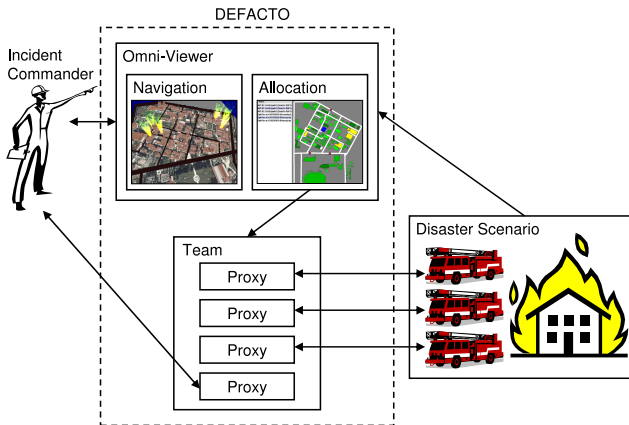 DEFACTO
Incident
Commander
Omni-Viewer
Navigation
Allocation
Disaster Scenario
Team
Proxy
Proxy
Proxy
Proxy